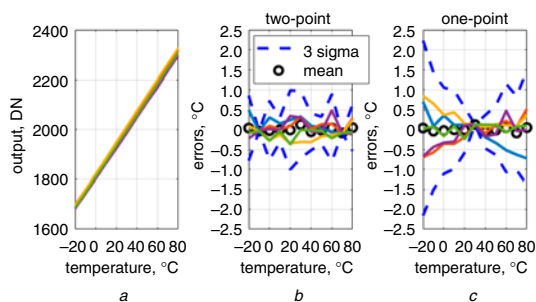 two-point
one-point
2400
2200
2000
1800
1600
output, DN
−20 0 20 40 60 80
temperature, °C
a
2.5
2.0
1.5
1.0
0.5
0
-0.5
-1.0
-1.5
-2.0
-2.5
errors, °C
3 sigma
mean
−20 0 20 40 60 80
temperature, °C
b
2.5
2.0
1.5
1.0
0.5
0
-0.5
-1.0
-1.5
-2.0
-2.5
errors, °C
−20 0 20 40 60 80
temperature, °C
c